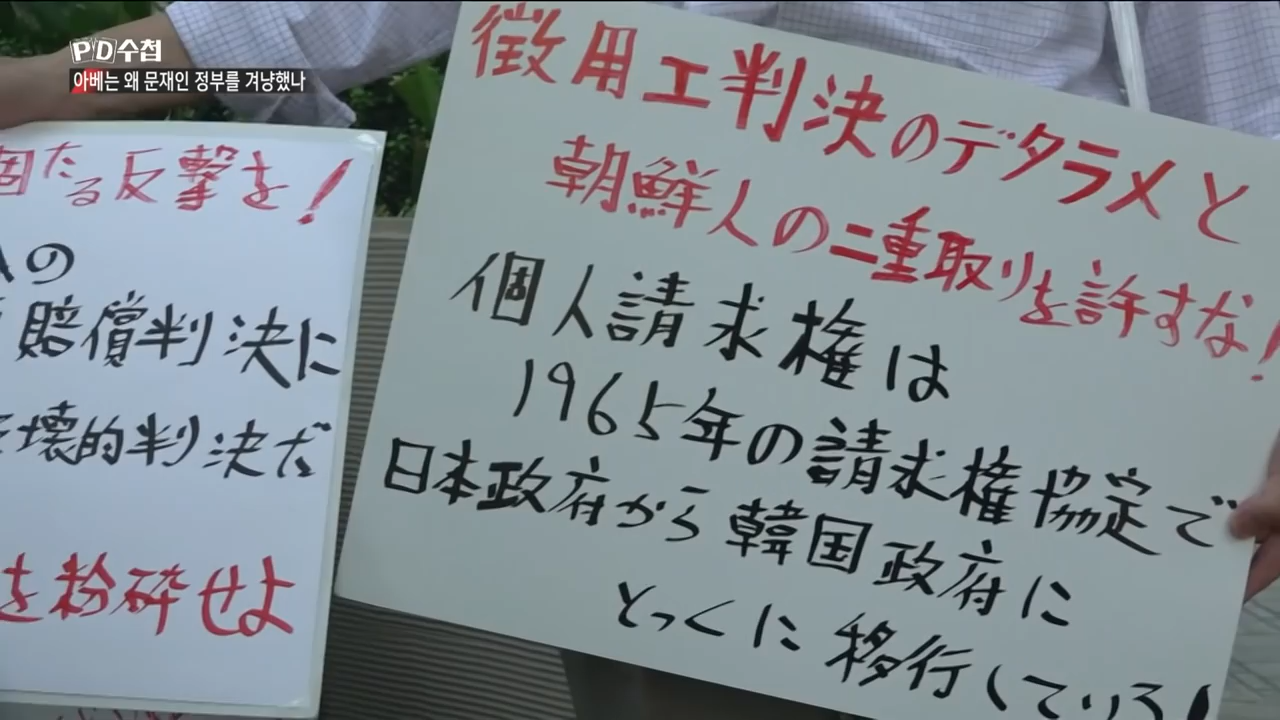 PD수첩
아베는 왜 문재인 정부를 겨냥했나
徴用工判決のデタラメと
朝鮮人の二重取りを許すな!
個人請求権は
1965年の請求権協定で
日本政府から韓国政府に
とっくに移行している!
固たる反撃を!
人の
賠償判決に
壊的判決だ
を粉砕せよ